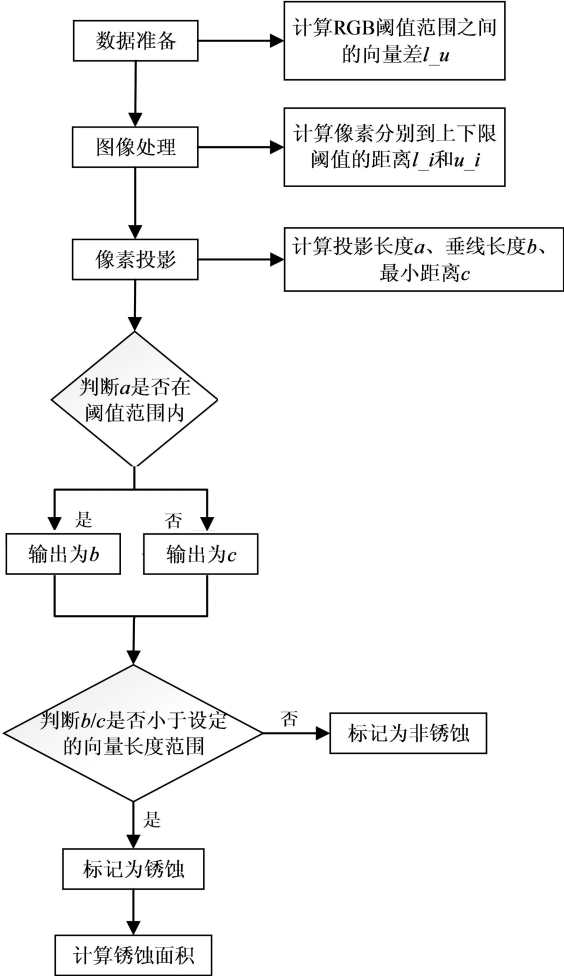 数据准备
计算RGB阈值范围之间
的向量差l_u
图像处理
计算像素分别到上下限
阈值的距离l_i和u_i
像素投影
计算投影长度a、垂线长度b、
最小距离c
判断a是否在
阈值范围内
是
否
输出为b
输出为c
判断b/c是否小于设定
的向量长度范围
否
标记为非锈蚀
是
标记为锈蚀
计算锈蚀面积